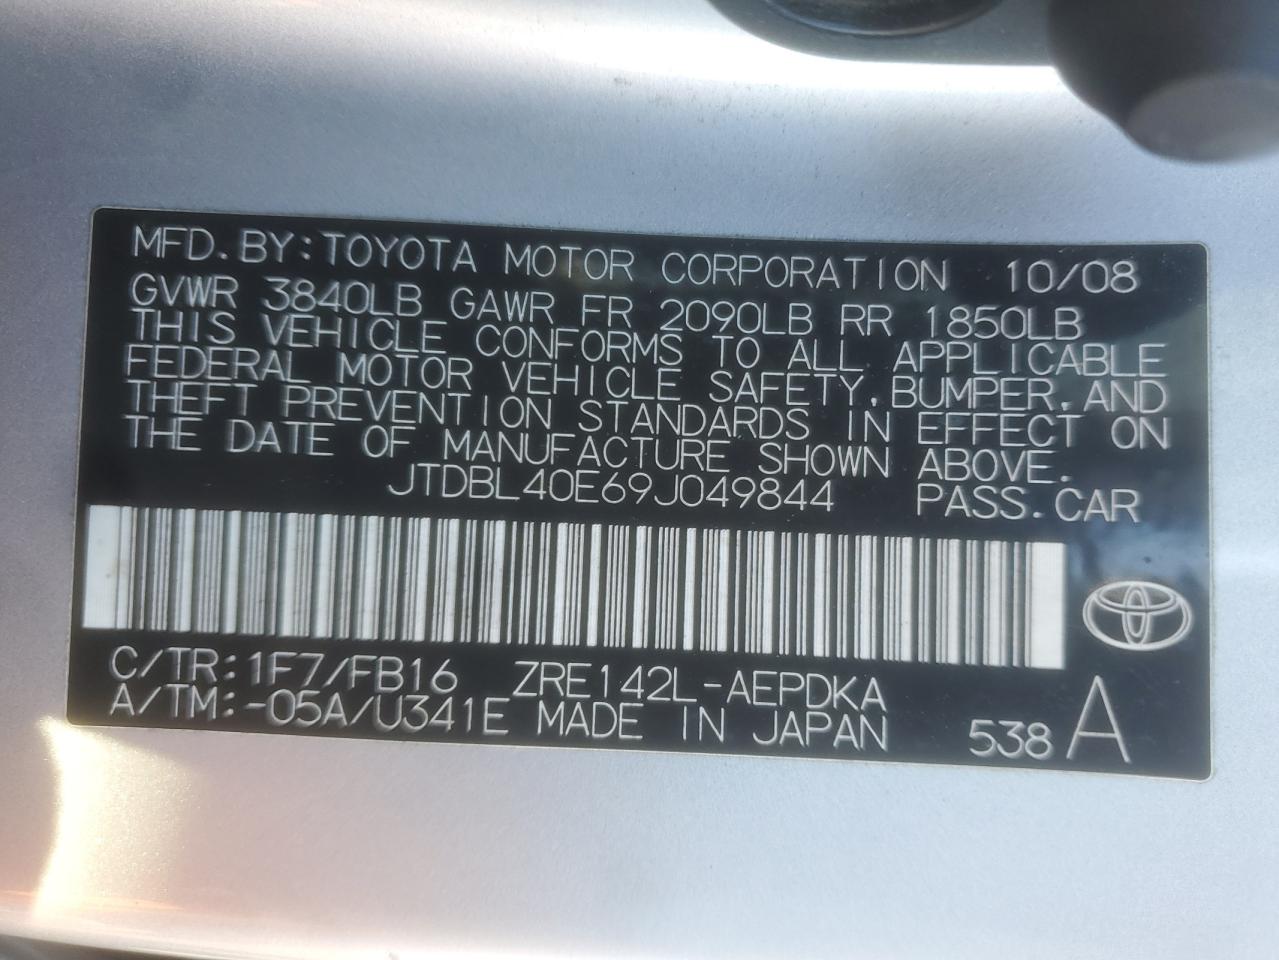 MFD. BY: TOYOTA MOTOR CORPORATION 10/08
GVWR 3840LB GAWR FR 2090LB RR 1850LB
THIS VEHICLE CONFORMS TO ALL APPLICABLE
FEDERAL MOTOR VEHICLE SAFETY, BUMPER, AND
THEFT PREVENTION STANDARDS IN EFFECT ON
THE DATE OF MANUFACTURE SHOWN ABOVE.
JTDBL40E69J049844 PASS. CAR
C/TR: 1F7/FB16 ZRE142L-AEPDKA
A/TM: -05A/U341E MADE IN JAPAN 538 A